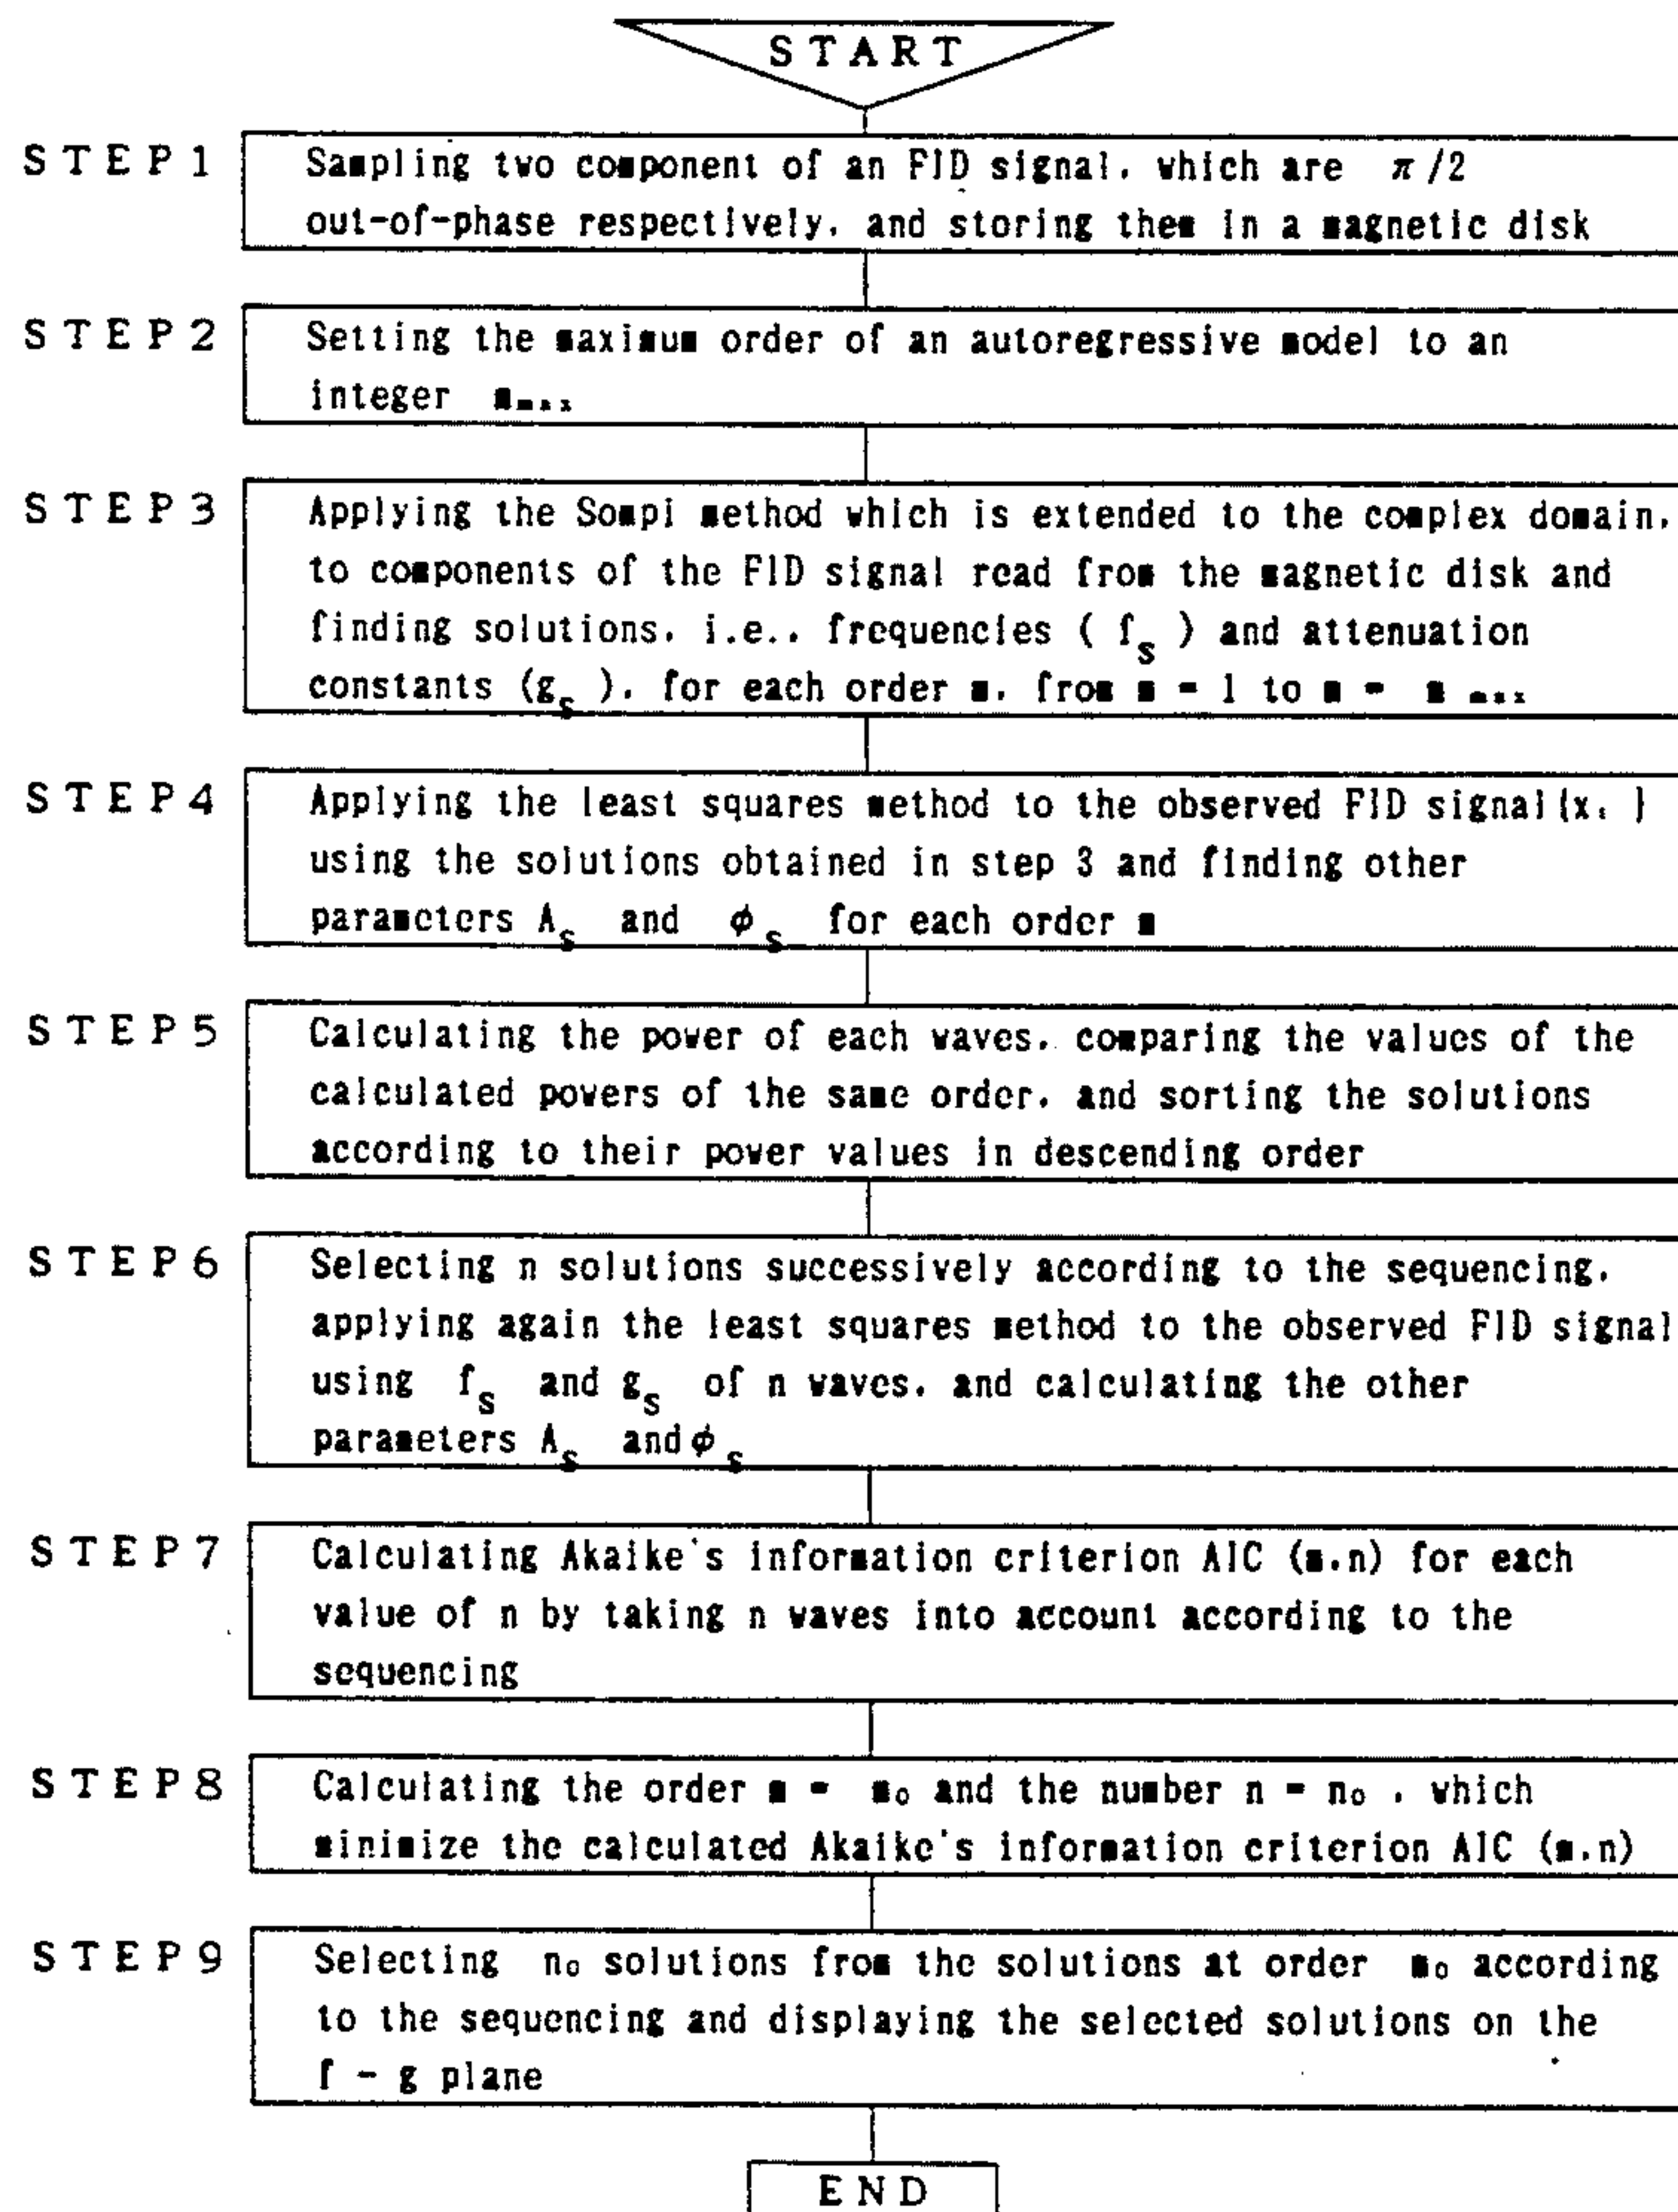 START
STEP1
Sampling two component of an FID signal, which are π/2
out-of-phase respectively, and storing them in a magnetic disk
STEP2
Setting the maximum order of an autoregressive model to an
integer m_max
STEP3
Applying the Sompi method which is extended to the complex domain,
to components of the FID signal read from the magnetic disk and
finding solutions, i.e., frequencies ( f_s ) and attenuation
constants (g_s ), for each order m, from m = 1 to m = m_max
STEP4
Applying the least squares method to the observed FID signal{x_t }
using the solutions obtained in step 3 and finding other
parameters A_s and φ_s for each order m
STEP5
Calculating the power of each waves, comparing the values of the
calculated powers of the same order, and sorting the solutions
according to their power values in descending order
STEP6
Selecting n solutions successively according to the sequencing,
applying again the least squares method to the observed FID signal
using f_s and g_s of n waves, and calculating the other
parameters A_s and φ_s
STEP7
Calculating Akaike's information criterion AIC (m,n) for each
value of n by taking n waves into account according to the
sequencing
STEP8
Calculating the order m = m₀ and the number n = n₀ , which
minimize the calculated Akaike's information criterion AIC (m,n)
STEP9
Selecting n₀ solutions from the solutions at order m₀ according
to the sequencing and displaying the selected solutions on the
f - g plane
END